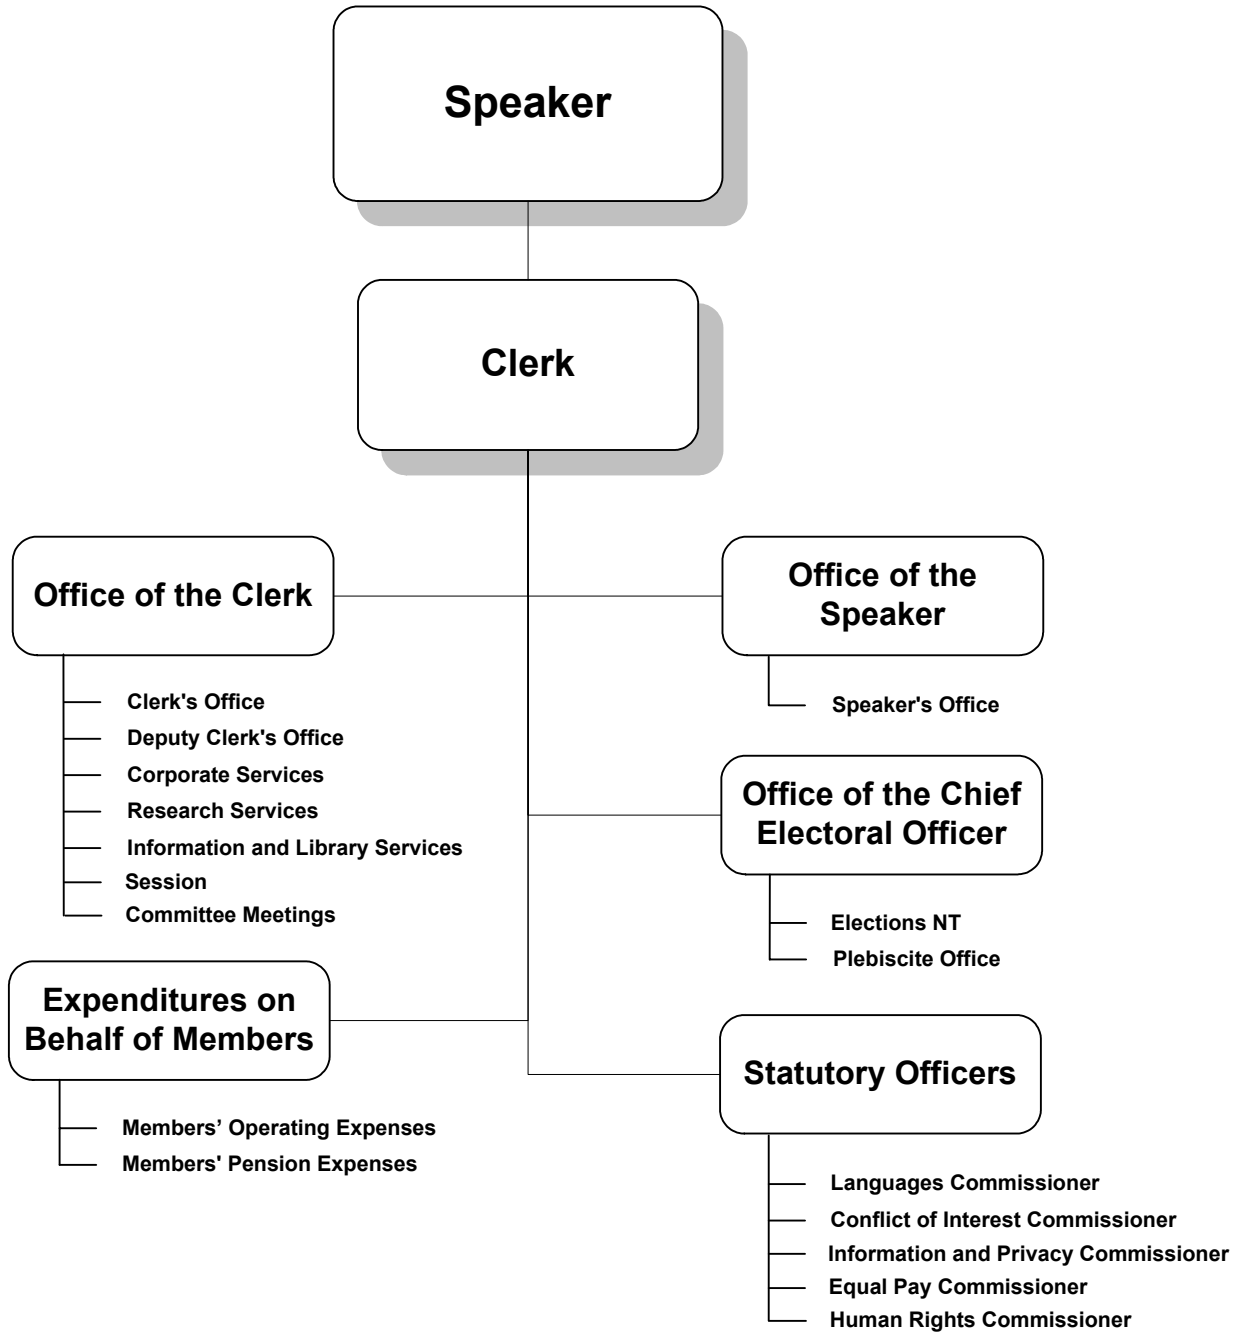 Speaker
Clerk
Office of the Clerk
Clerk's Office
Deputy Clerk's Office
Corporate Services
Research Services
Information and Library Services
Session
Committee Meetings
Expenditures on
Behalf of Members
Members’ Operating Expenses
Members' Pension Expenses
Office of the
Speaker
Speaker's Office
Office of the Chief
Electoral Officer
Elections NT
Plebiscite Office
Statutory Officers
Languages Commissioner
Conflict of Interest Commissioner
Information and Privacy Commissioner
Equal Pay Commissioner
Human Rights Commissioner